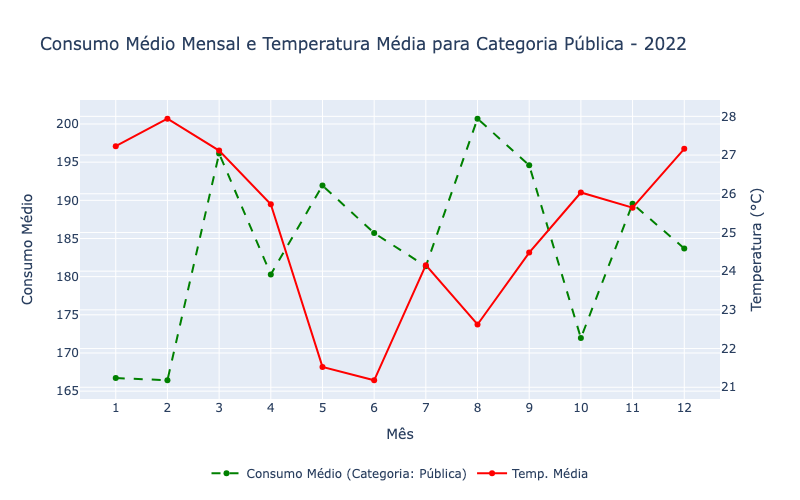 Consumo Médio Mensal e Temperatura Média para Categoria Pública - 2022
Consumo Médio
200
195
190
185
180
175
170
165
28
27
26
25
24
23
22
21
Temperatura (°C)
1 2 3 4 5 6 7 8 9 10 11 12
Mês
Consumo Médio (Categoria: Pública) Temp. Média